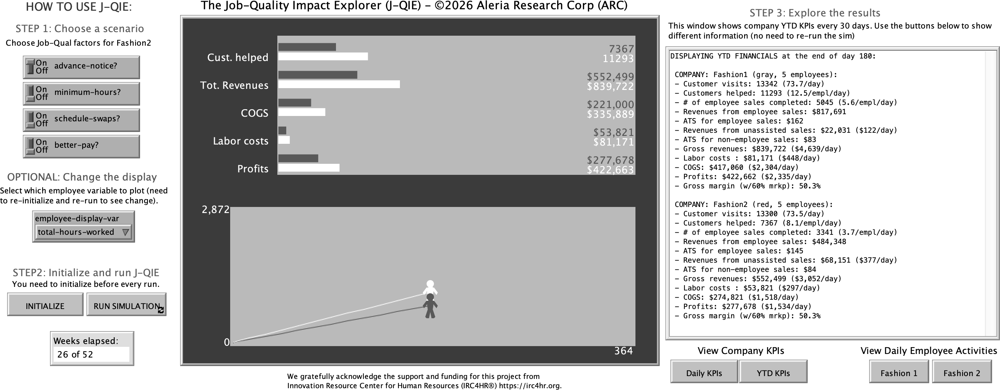 HOW TO USE J-QIE:
STEP 1: Choose a scenario
Choose Job-Qual factors for Fashion2
On
Off
advance-notice?
On
Off
minimum-hours?
On
Off
schedule-swaps?
On
Off
better-pay?
OPTIONAL: Change the display
Select which employee variable to plot (need
to re-initialize and re-run to see change).
employee-display-var
total-hours-worked
STEP2: Initialize and run J-QIE
You need to initialize before every run.
INITIALIZE
RUN SIMULATION
Weeks elapsed:
26 of 52
The Job-Quality Impact Explorer (J-QIE) - ©2026 Aleria Research Corp (ARC)
Cust. helped
7367
11293
Tot. Revenues
$552,499
$839,722
COGS
$221,000
$335,889
Labor costs
$53,821
$81,171
Profits
$277,678
$422,663
2,872
0
364
We gratefully acknowledge the support and funding for this project from
Innovation Resource Center for Human Resources (IRC4HR®) https://irc4hr.org.
STEP 3: Explore the results
This window shows company YTD KPIs every 30 days. Use the buttons below to show
different information (no need to re-run the sim)
DISPLAYING YTD FINANCIALS at the end of day 180:
COMPANY: Fashion1 (gray, 5 employees):
- Customer visits: 13342 (73.7/day)
- Customers helped: 11293 (12.5/empl/day)
- # of employee sales completed: 5045 (5.6/empl/day)
- Revenues from employee sales: $817,691
- ATS for employee sales: $162
- Revenues from unassisted sales: $22,031 ($122/day)
- ATS for non-employee sales: $83
- Gross revenues: $839,722 ($4,639/day)
- Labor costs : $81,171 ($448/day)
- COGS: $417,060 ($2,304/day)
- Profits: $422,662 ($2,335/day)
- Gross margin (w/60% mrkp): 50.3%
COMPANY: Fashion2 (red, 5 employees):
- Customer visits: 13300 (73.5/day)
- Customers helped: 7367 (8.1/empl/day)
- # of employee sales completed: 3341 (3.7/empl/day)
- Revenues from employee sales: $484,348
- ATS for employee sales: $145
- Revenues from unassisted sales: $68,151 ($377/day)
- ATS for non-employee sales: $84
- Gross revenues: $552,499 ($3,052/day)
- Labor costs : $53,821 ($297/day)
- COGS: $274,821 ($1,518/day)
- Profits: $277,678 ($1,534/day)
- Gross margin (w/60% mrkp): 50.3%
View Company KPIs
Daily KPIs
YTD KPIs
View Daily Employee Activities
Fashion 1
Fashion 2